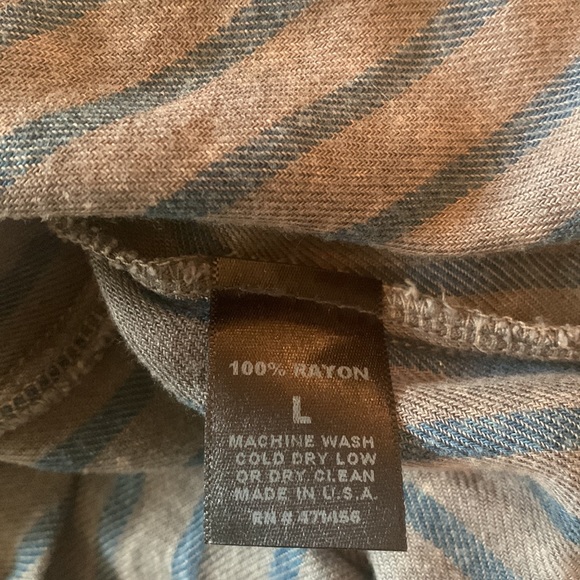 100% RAYON
L
MACHINE WASH
COLD DRY LOW
OR DRY CLEAN
MADE IN U.S.A.
RN # 471456